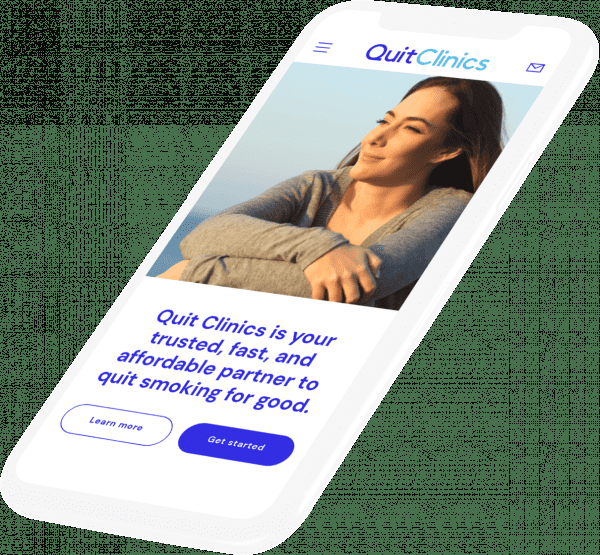 QuitClinics
Quit Clinics is your
trusted, fast, and
affordable partner to
quit smoking for good.
Learn more
Get started